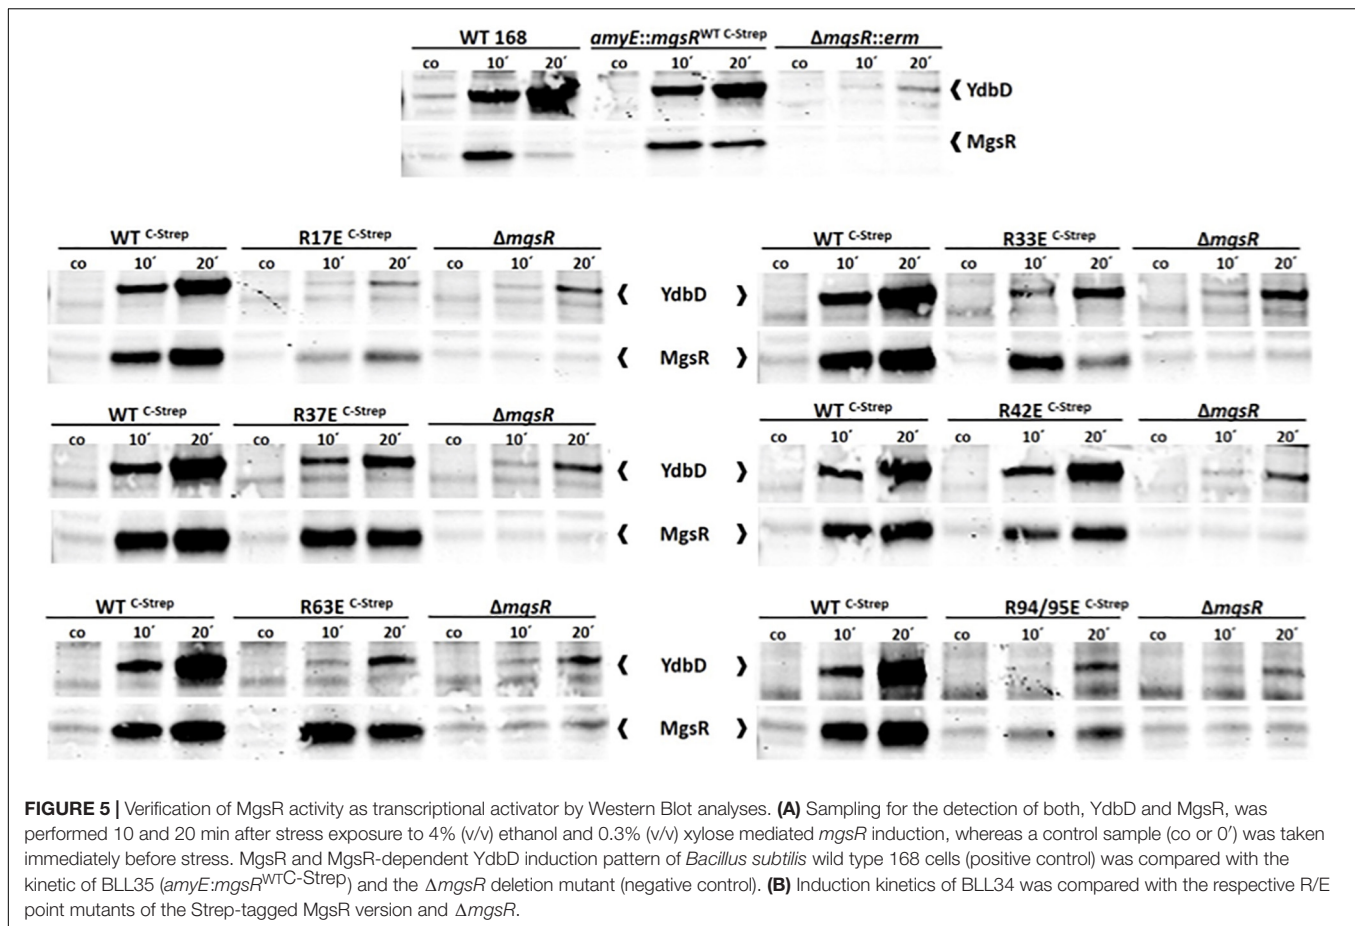 WT 168 amyE::mgsR^WT C-Strep ΔmgsR::erm
co 10´ 20´ co 10´ 20´ co 10´ 20´
❰ YdbD
❰ MgsR
WT C-Strep R17E C-Strep ΔmgsR
co 10´ 20´ co 10´ 20´ co 10´ 20´
WT C-Strep R33E C-Strep ΔmgsR
co 10´ 20´ co 10´ 20´ co 10´ 20´
❰ YdbD ❱
❰ MgsR ❱
WT C-Strep R37E C-Strep ΔmgsR
co 10´ 20´ co 10´ 20´ co 10´ 20´
WT C-Strep R42E C-Strep ΔmgsR
co 10´ 20´ co 10´ 20´ co 10´ 20´
❰ YdbD ❱
❰ MgsR ❱
WT C-Strep R63E C-Strep ΔmgsR
co 10´ 20´ co 10´ 20´ co 10´ 20´
WT C-Strep R94/95E C-Strep ΔmgsR
co 10´ 20´ co 10´ 20´ co 10´ 20´
❰ YdbD ❱
❰ MgsR ❱
FIGURE 5 | Verification of MgsR activity as transcriptional activator by Western Blot analyses. (A) Sampling for the detection of both, YdbD and MgsR, was
performed 10 and 20 min after stress exposure to 4% (v/v) ethanol and 0.3% (v/v) xylose mediated mgsR induction, whereas a control sample (co or 0′) was taken
immediately before stress. MgsR and MgsR-dependent YdbD induction pattern of Bacillus subtilis wild type 168 cells (positive control) was compared with the
kinetic of BLL35 (amyE:mgsR^WTC-Strep) and the ΔmgsR deletion mutant (negative control). (B) Induction kinetics of BLL34 was compared with the respective R/E
point mutants of the Strep-tagged MgsR version and ΔmgsR.